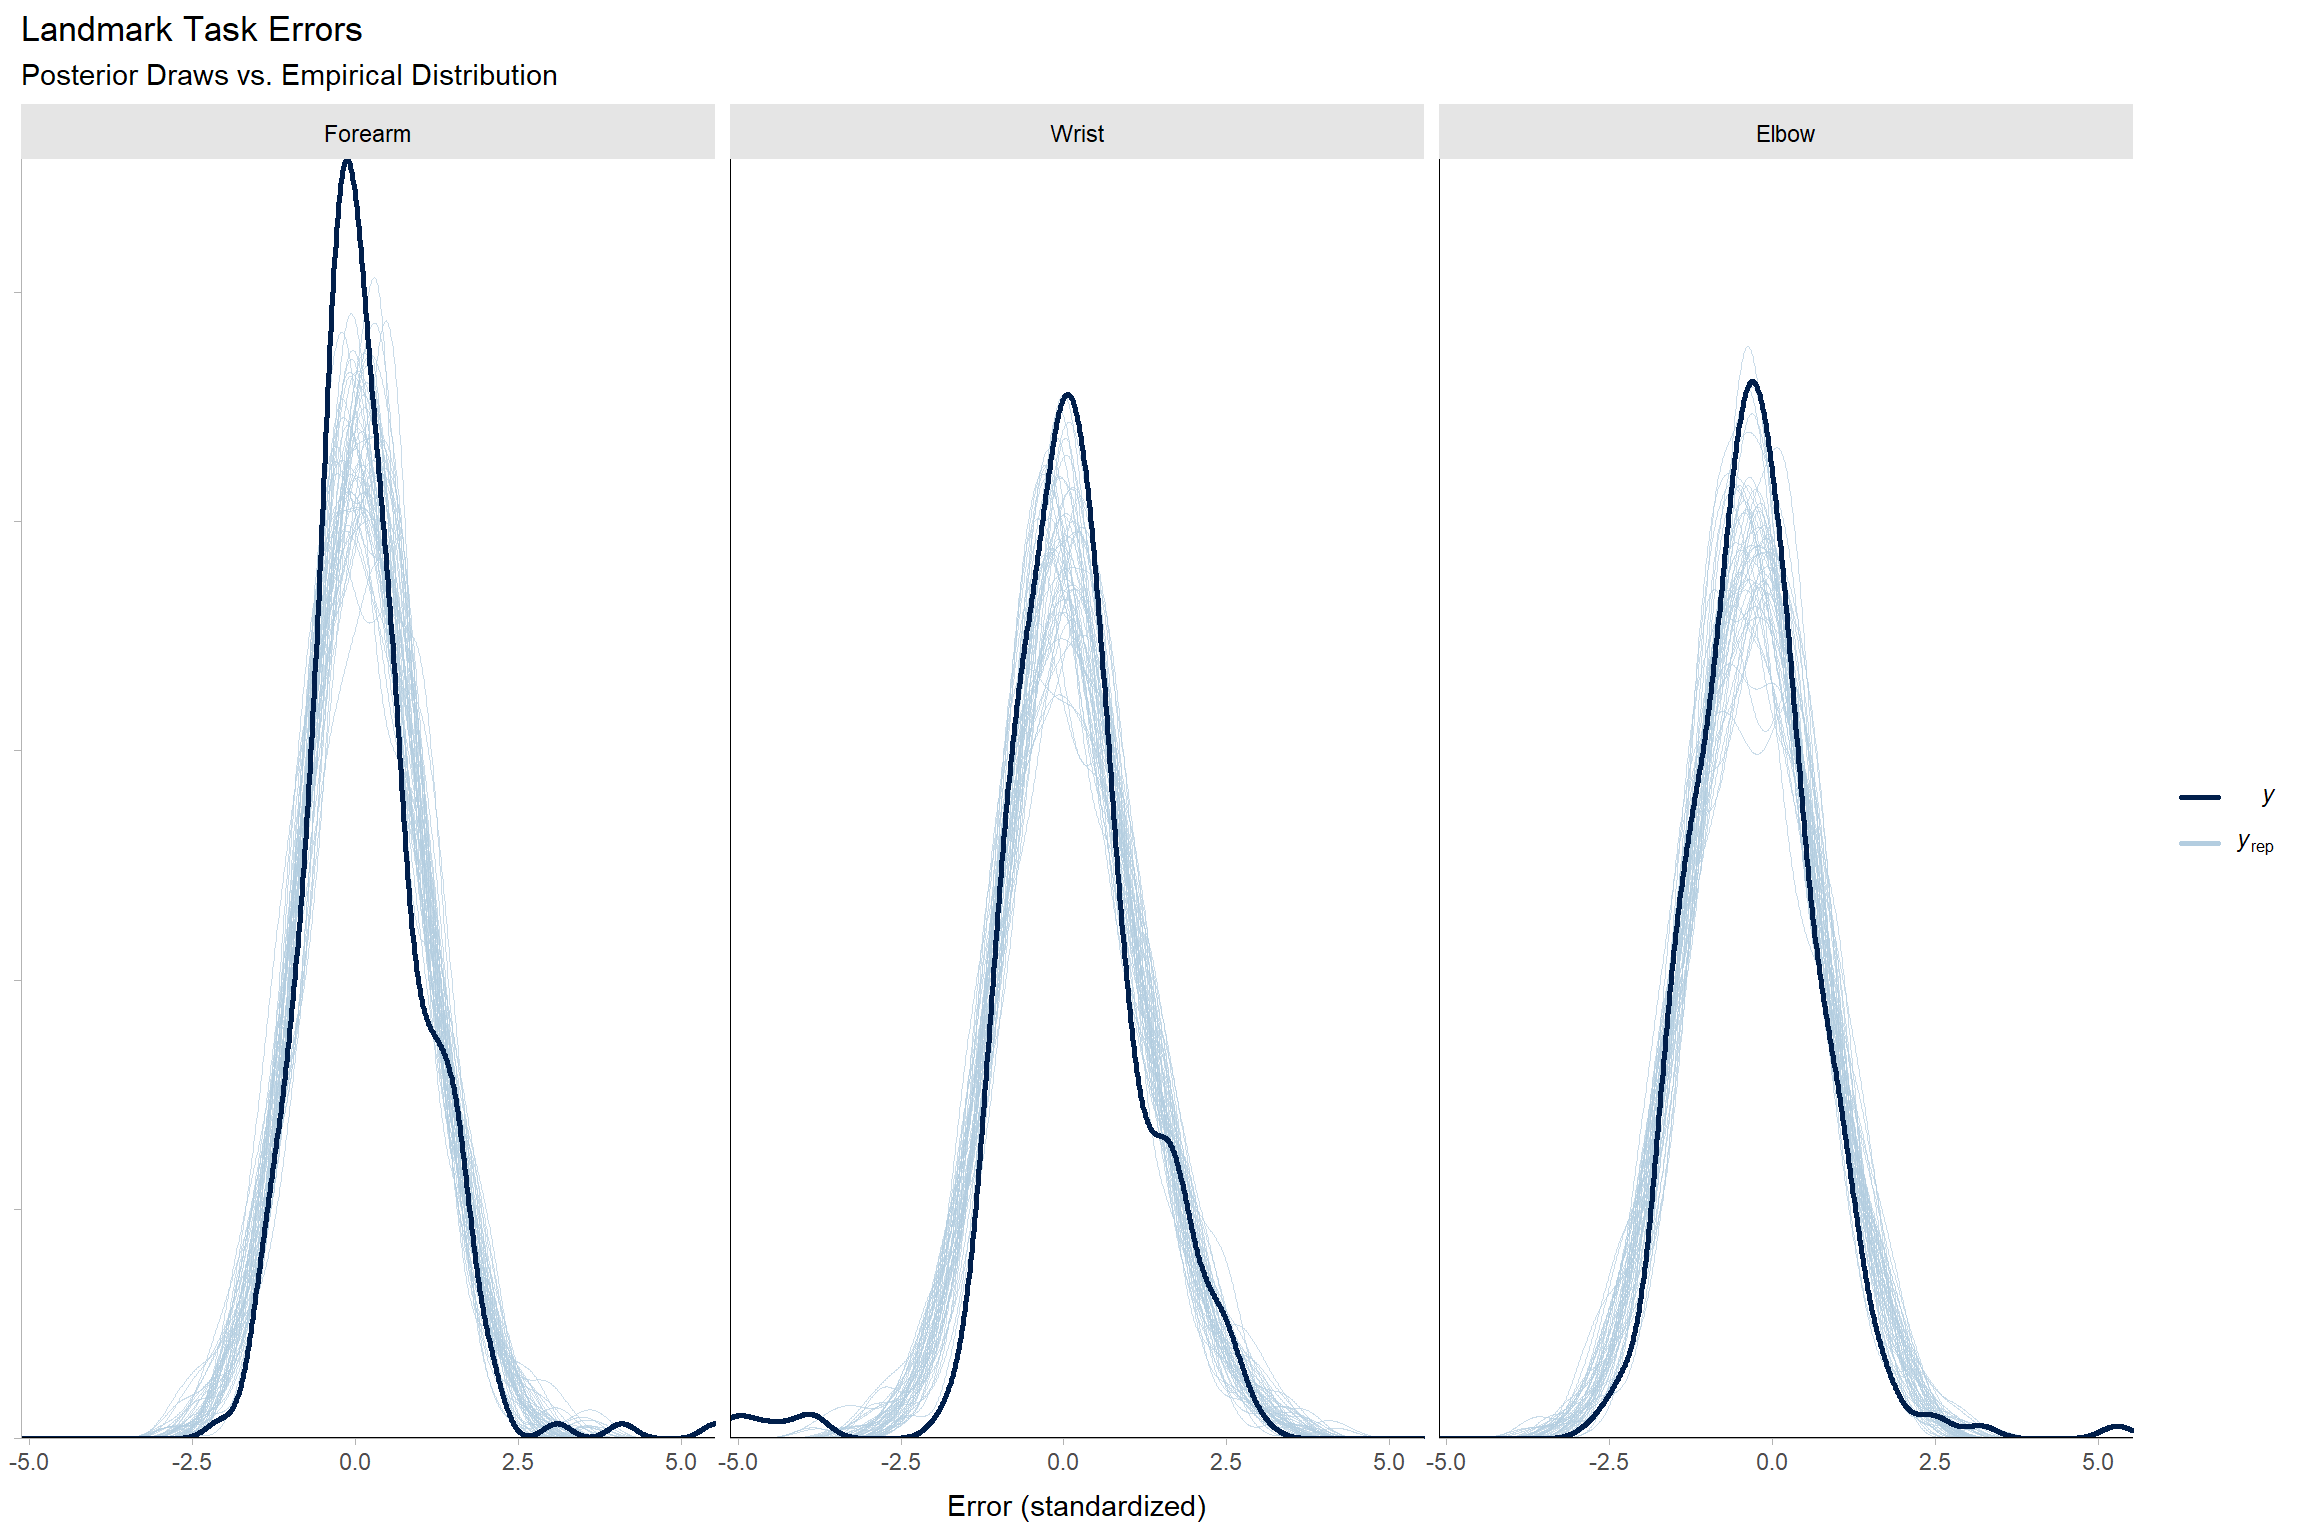 Landmark Task Errors
Posterior Draws vs. Empirical Distribution
Forearm Wrist Elbow
y
y rep
-5.0 -2.5 0.0 2.5 5.0 -5.0 -2.5 0.0 2.5 5.0 -5.0 -2.5 0.0 2.5 5.0
Error (standardized)